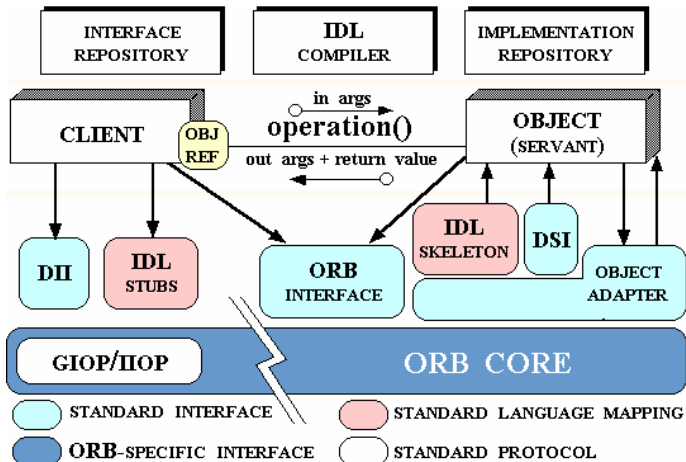 INTERFACE
REPOSITORY
IDL
COMPILER
IMPLEMENTATION
REPOSITORY
in args
operation()
out args + return value
CLIENT
OBJ
REF
OBJECT
(SERVANT)
DII
IDL
STUBS
ORB
INTERFACE
IDL
SKELETON
DSI
OBJECT
ADAPTER
GIOP/IIOP
ORB CORE
STANDARD INTERFACE
STANDARD LANGUAGE MAPPING
ORB-SPECIFIC INTERFACE
STANDARD PROTOCOL